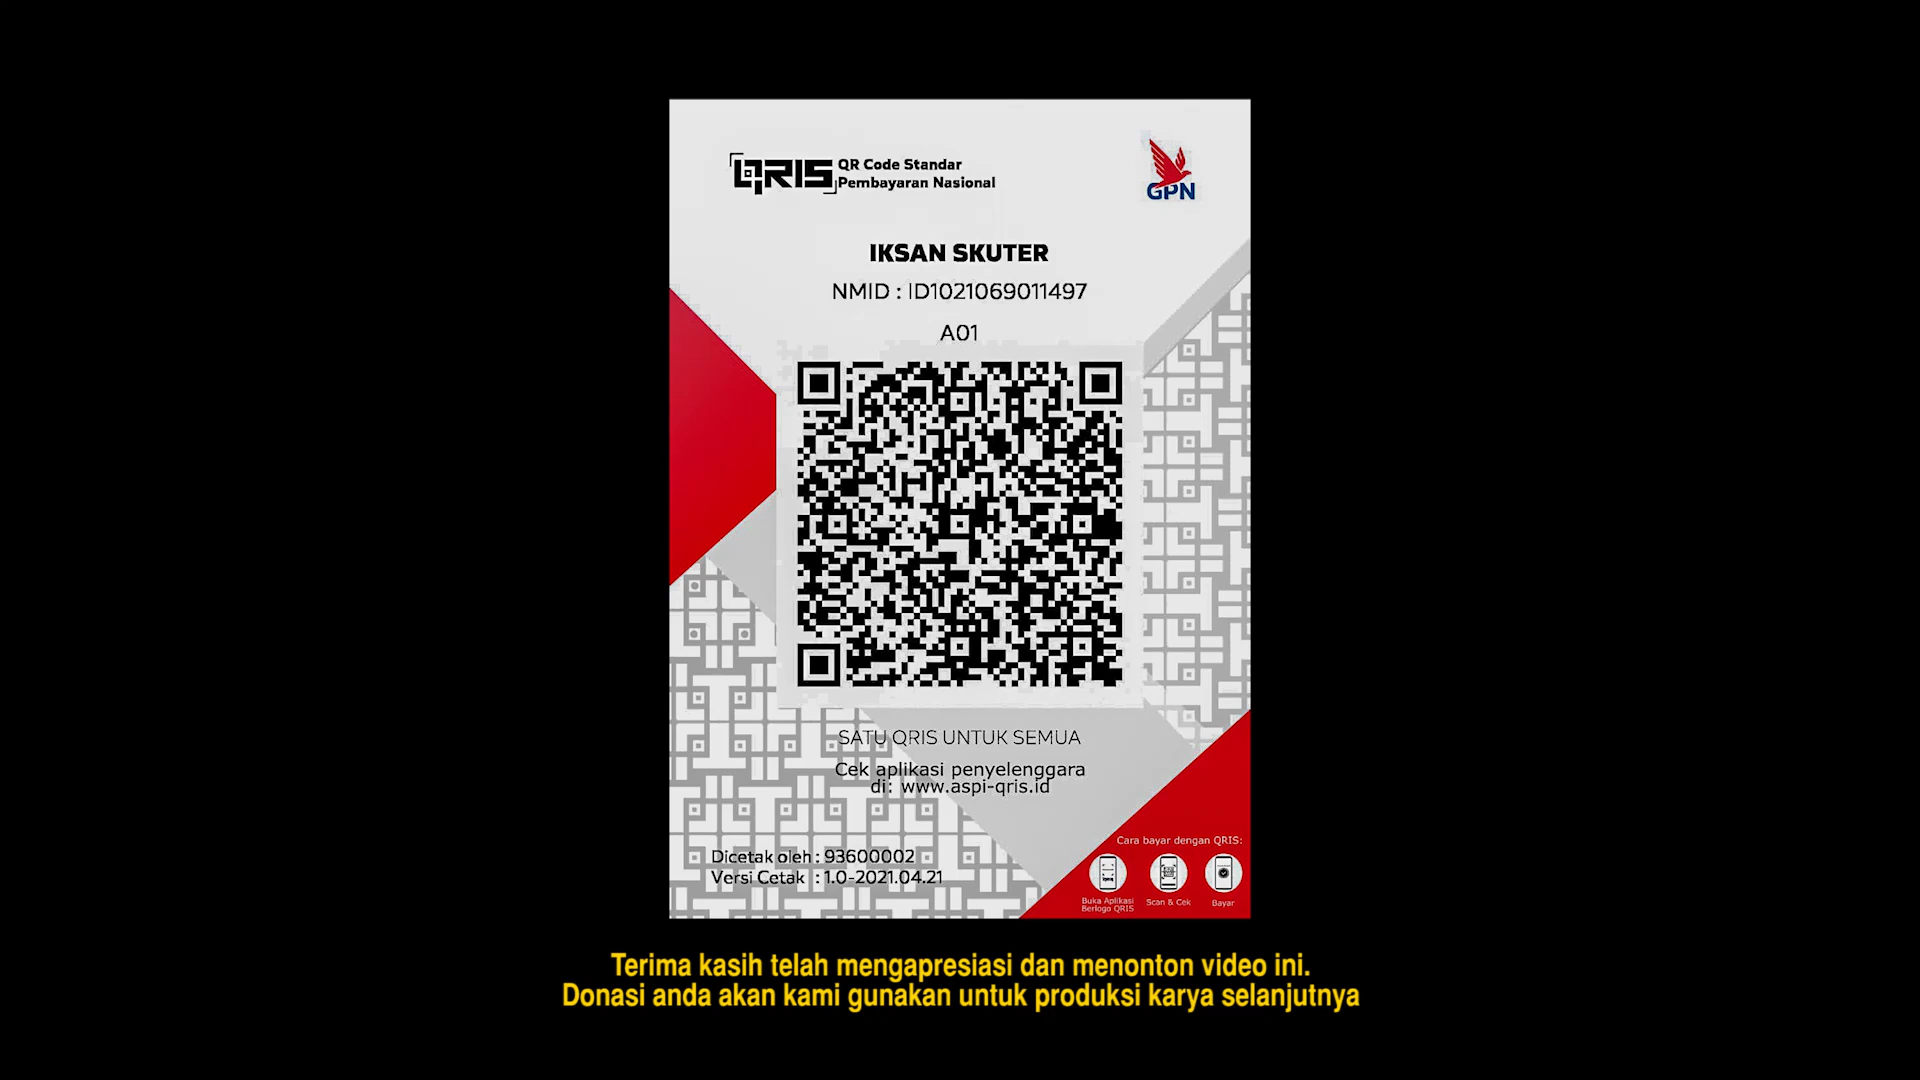 QRIS
QR Code Standar
Pembayaran Nasional
GPN
IKSAN SKUTER
NMID : ID1021069011497
A01
SATU QRIS UNTUK SEMUA
Cek aplikasi penyelenggara
di: www.aspi-qris.id
Dicetak oleh : 93600002
Versi Cetak : 1.0-2021.04.21
Cara bayar dengan QRIS:
Buka Aplikasi
Berlogo QRIS
Scan & Cek
Bayar
Terima kasih telah mengapresiasi dan menonton video ini.
Donasi anda akan kami gunakan untuk produksi karya selanjutnya